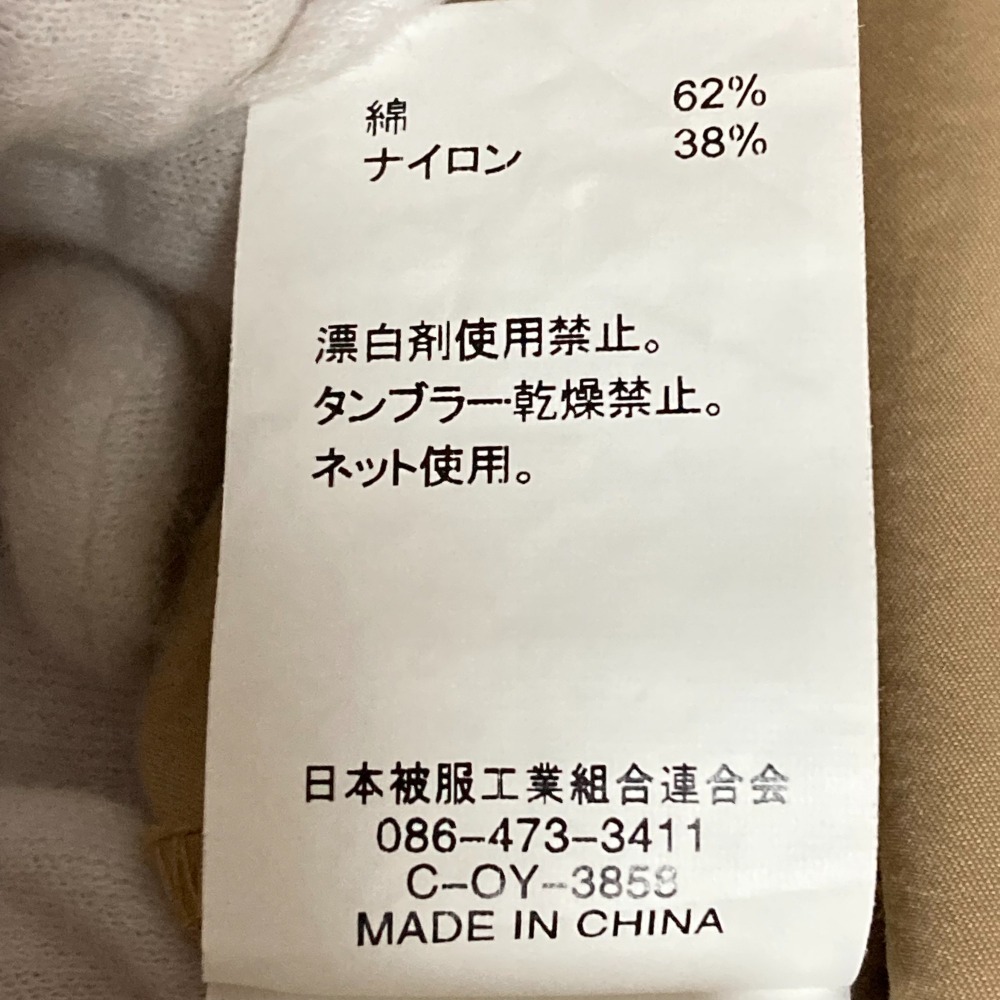 綿 62%
ナイロン 38%
漂白剤使用禁止。
タンブラー乾燥禁止。
ネット使用。
日本被服工業組合連合会
086-473-3411
C-OY-3858
MADE IN CHINA